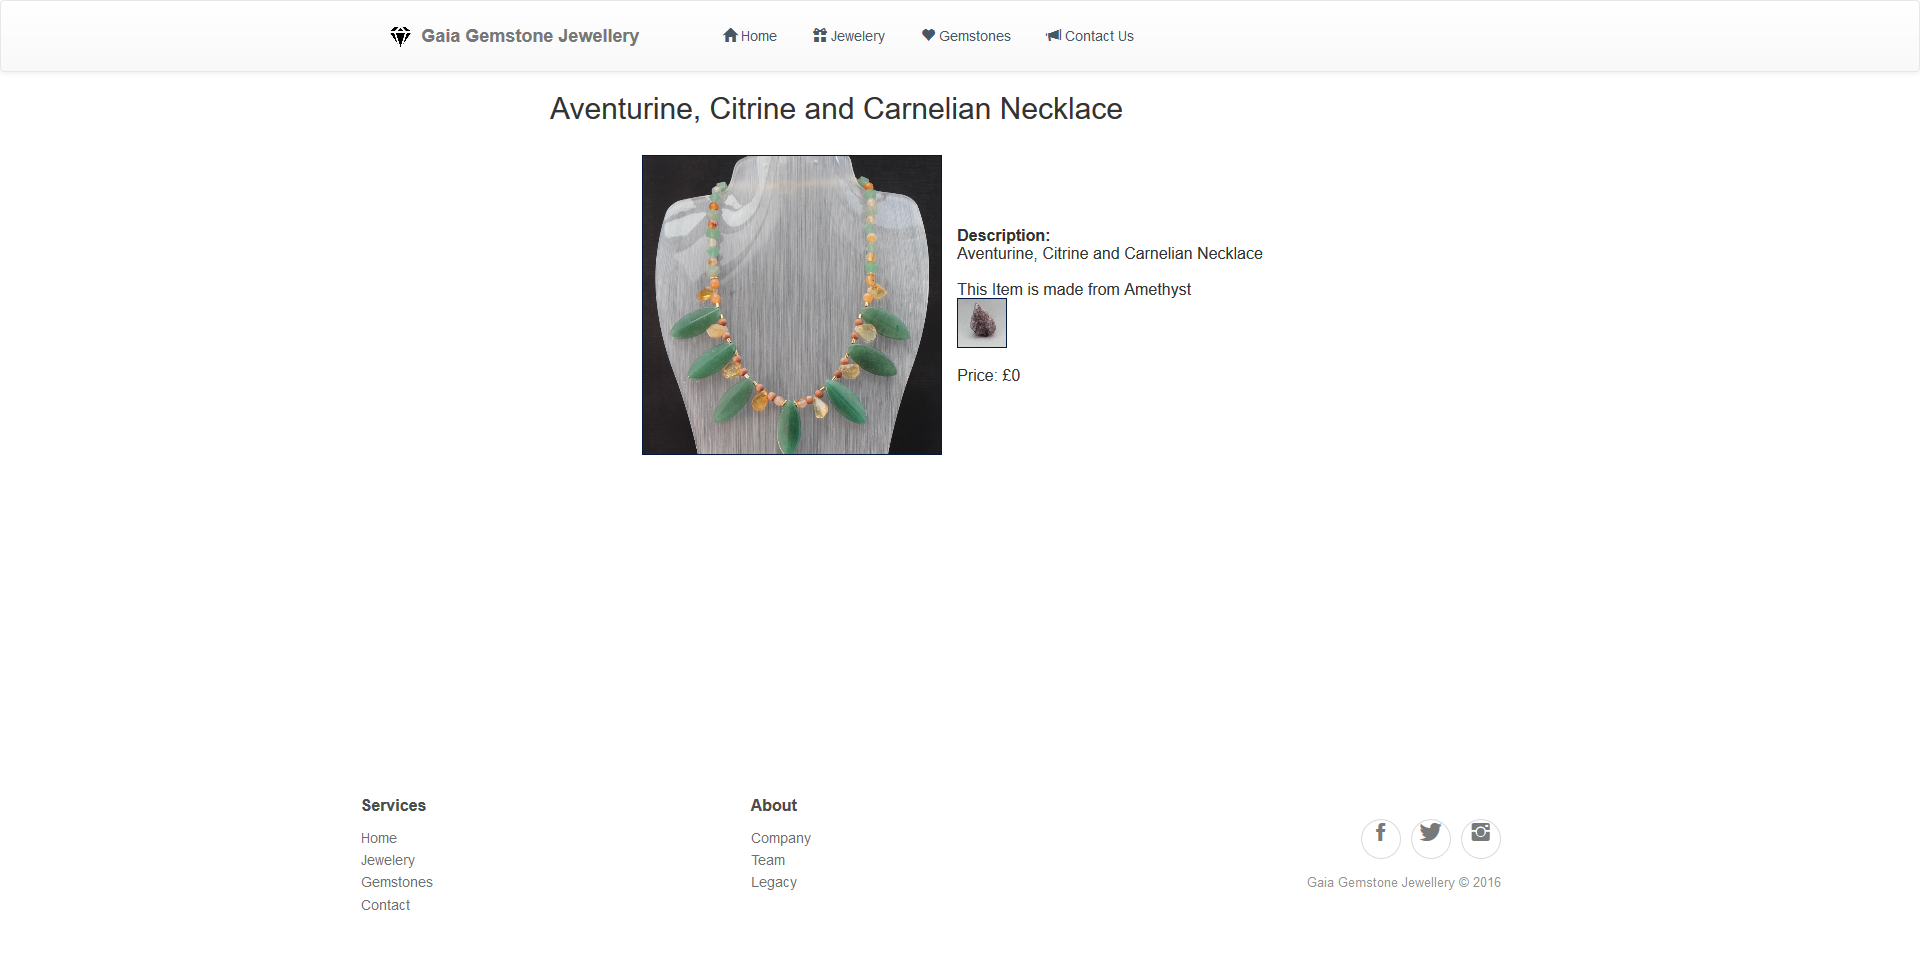 Gaia Gemstone Jewellery
Home
Jewelery
Gemstones
Contact Us
Aventurine, Citrine and Carnelian Necklace
Description:
Aventurine, Citrine and Carnelian Necklace
This Item is made from Amethyst
Price: £0
Services
Home
Jewelery
Gemstones
Contact
About
Company
Team
Legacy
Gaia Gemstone Jewellery © 2016